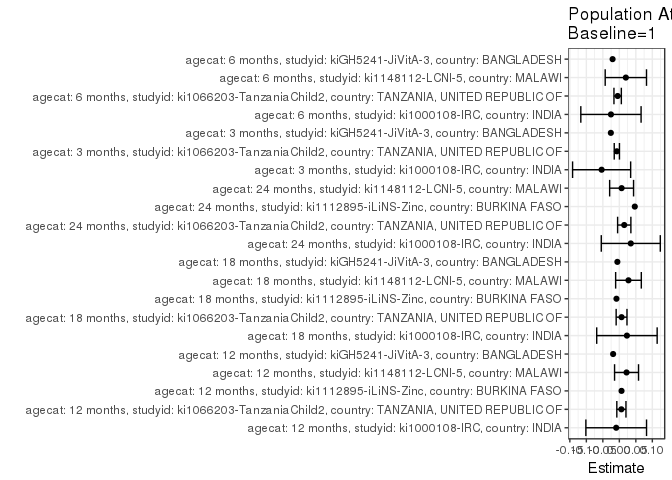 Population A
Baseline=1
agecat: 6 months, studyid: kiGH5241-JiVitA-3, country: BANGLADESH
agecat: 6 months, studyid: ki1148112-LCNI-5, country: MALAWI
agecat: 6 months, studyid: ki1066203-TanzaniaChild2, country: TANZANIA, UNITED REPUBLIC OF
agecat: 6 months, studyid: ki1000108-IRC, country: INDIA
agecat: 3 months, studyid: kiGH5241-JiVitA-3, country: BANGLADESH
agecat: 3 months, studyid: ki1066203-TanzaniaChild2, country: TANZANIA, UNITED REPUBLIC OF
agecat: 3 months, studyid: ki1000108-IRC, country: INDIA
agecat: 24 months, studyid: ki1148112-LCNI-5, country: MALAWI
agecat: 24 months, studyid: ki1112895-iLiNS-Zinc, country: BURKINA FASO
agecat: 24 months, studyid: ki1066203-TanzaniaChild2, country: TANZANIA, UNITED REPUBLIC OF
agecat: 24 months, studyid: ki1000108-IRC, country: INDIA
agecat: 18 months, studyid: kiGH5241-JiVitA-3, country: BANGLADESH
agecat: 18 months, studyid: ki1148112-LCNI-5, country: MALAWI
agecat: 18 months, studyid: ki1112895-iLiNS-Zinc, country: BURKINA FASO
agecat: 18 months, studyid: ki1066203-TanzaniaChild2, country: TANZANIA, UNITED REPUBLIC OF
agecat: 18 months, studyid: ki1000108-IRC, country: INDIA
agecat: 12 months, studyid: kiGH5241-JiVitA-3, country: BANGLADESH
agecat: 12 months, studyid: ki1148112-LCNI-5, country: MALAWI
agecat: 12 months, studyid: ki1112895-iLiNS-Zinc, country: BURKINA FASO
agecat: 12 months, studyid: ki1066203-TanzaniaChild2, country: TANZANIA, UNITED REPUBLIC OF
agecat: 12 months, studyid: ki1000108-IRC, country: INDIA
Estimate